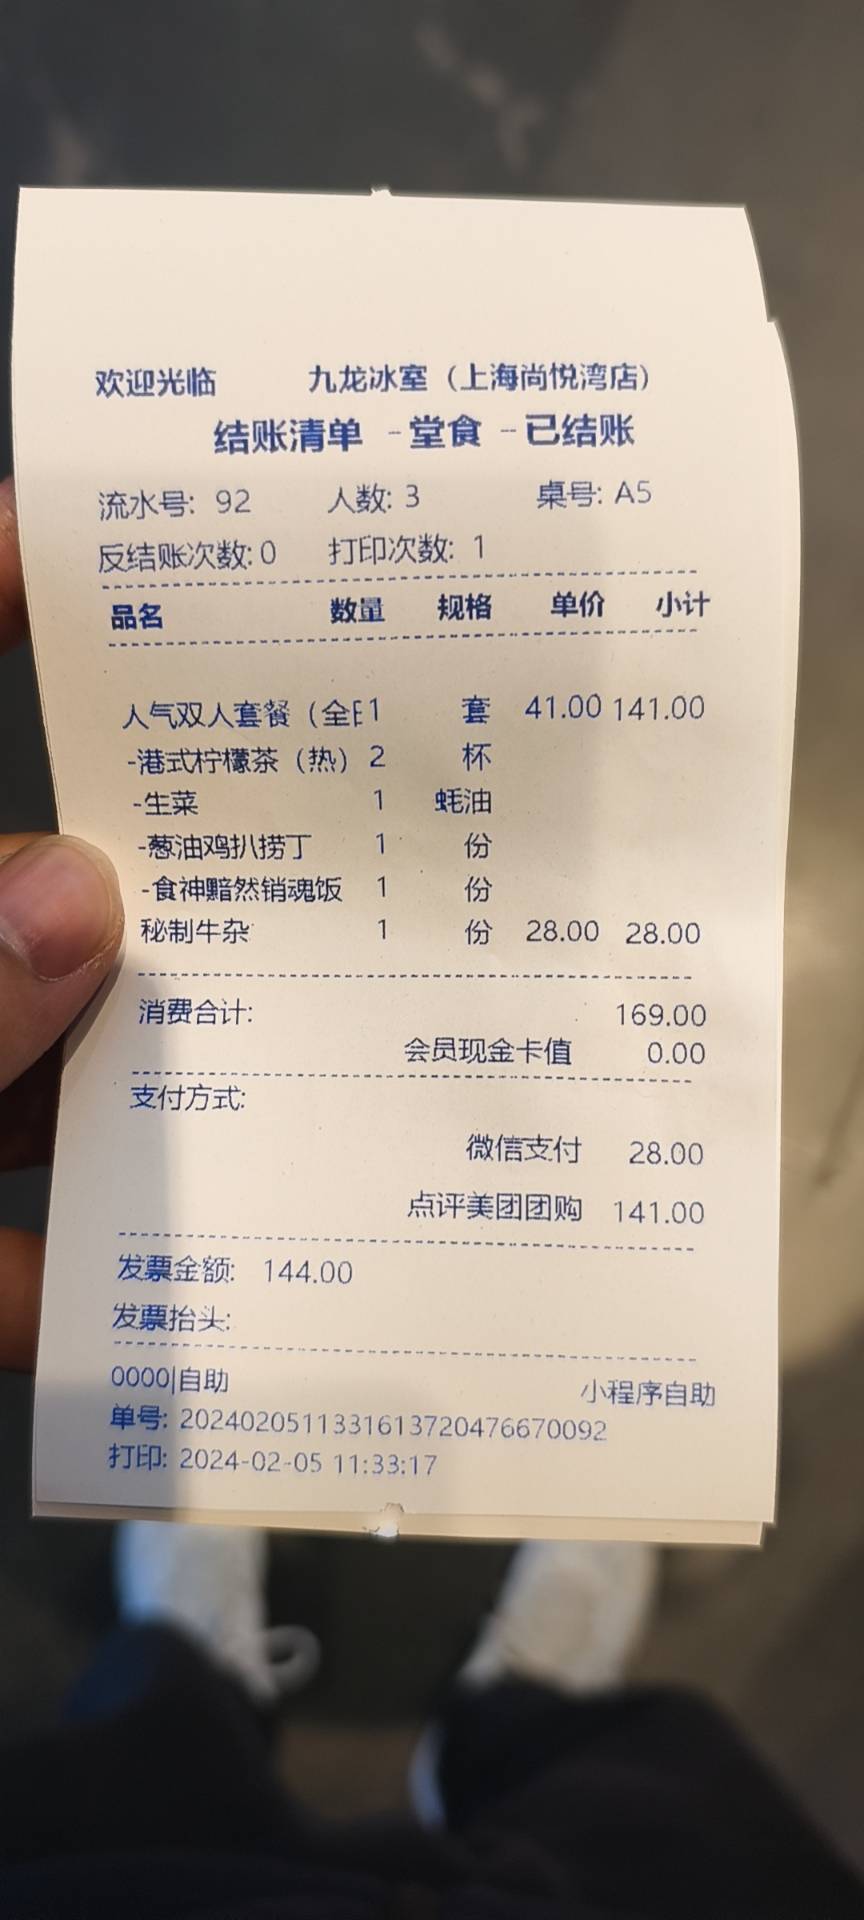 欢迎光临 九龙冰室（上海尚悦湾店）
结账清单 -堂食 -已结账
流水号: 92 人数: 3 桌号: A5
反结账次数: 0 打印次数: 1
品名 数量 规格 单价 小计
人气双人套餐（全日 1 套 41.00 141.00
-港式柠檬茶（热） 2 杯
-生菜 1 蚝油
-葱油鸡扒捞丁 1 份
-食神黯然销魂饭 1 份
秘制牛杂 1 份 28.00 28.00
消费合计: 169.00
会员现金卡值 0.00
支付方式:
微信支付 28.00
点评美团团购 141.00
发票金额: 144.00
发票抬头:
0000|自助 小程序自助
单号: 20240205113316137204766700​92
打印: 2024-02-05 11:33:17